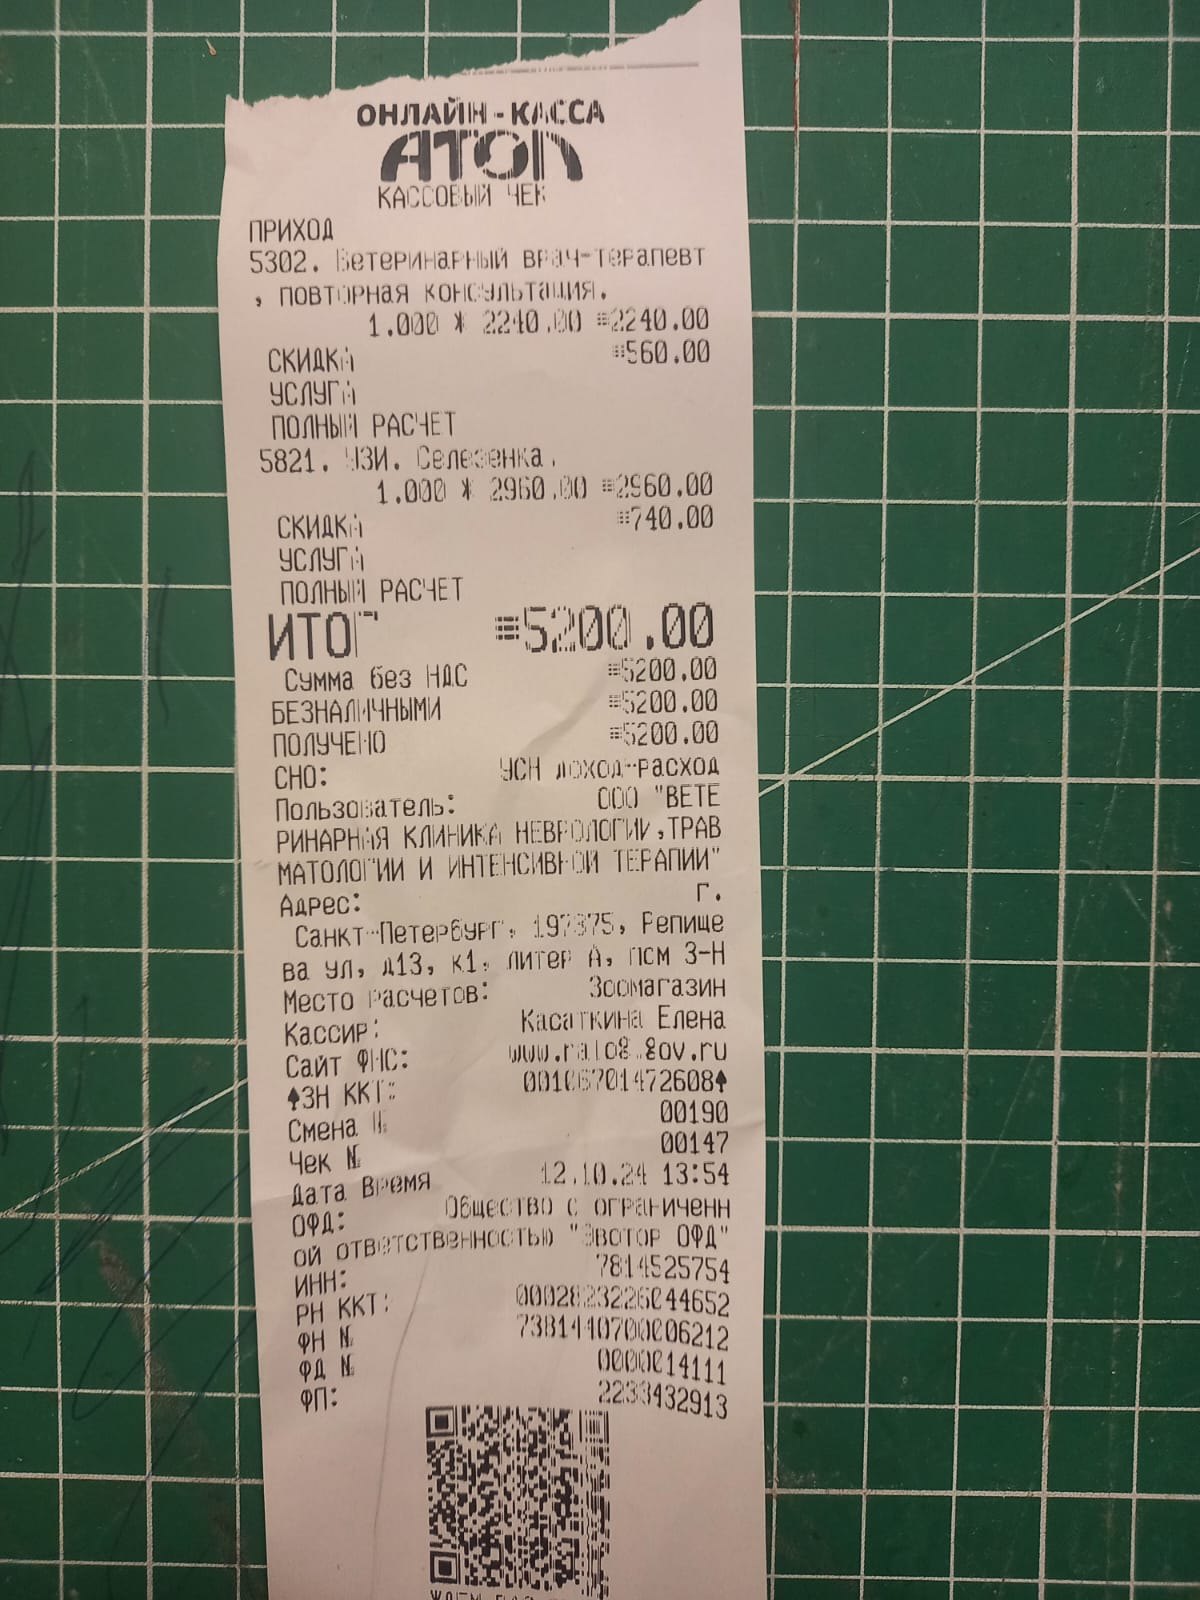 ОНЛАЙН-КАССА
АТОЛ
КАССОВЫЙ ЧЕК
ПРИХОД
5302. Ветеринарный врач-терапевт
, повторная консультация.
1.000 * 2240.00 ≡2240.00
СКИДКА ≡560.00
УСЛУГА
ПОЛНЫЙ РАСЧЕТ
5821. УЗИ. Селезенка.
1.000 * 2960.00 ≡2960.00
СКИДКА ≡740.00
УСЛУГА
ПОЛНЫЙ РАСЧЕТ
ИТОГ ≡5200.00
Сумма без НДС ≡5200.00
БЕЗНАЛИЧНЫМИ ≡5200.00
ПОЛУЧЕНО ≡5200.00
СНО: УСН доход-расход
Пользователь: ООО "ВЕТЕ
РИНАРНАЯ КЛИНИКА НЕВРОЛОГИИ,ТРАВ
МАТОЛОГИИ И ИНТЕНСИВНОЙ ТЕРАПИИ"
Адрес: г.
Санкт-Петербург, 197375, Репище
ва ул, д13, к1, литер А, пом 3-Н
Место расчетов: Зоомагазин
Кассир: Касаткина Елена
Сайт ФНС: www.nalog.gov.ru
ЗН ККТ: 00106701472608
Смена № 00190
Чек № 00147
Дата Время 12.10.24 13:54
ОФД: Общество с ограниченн
ой ответственностью "Эвотор ОФД"
ИНН: 7814525754
РН ККТ: 0002823226044652
ФН № 7381440700006212
ФД № 0000014111
ФП: 2233432913